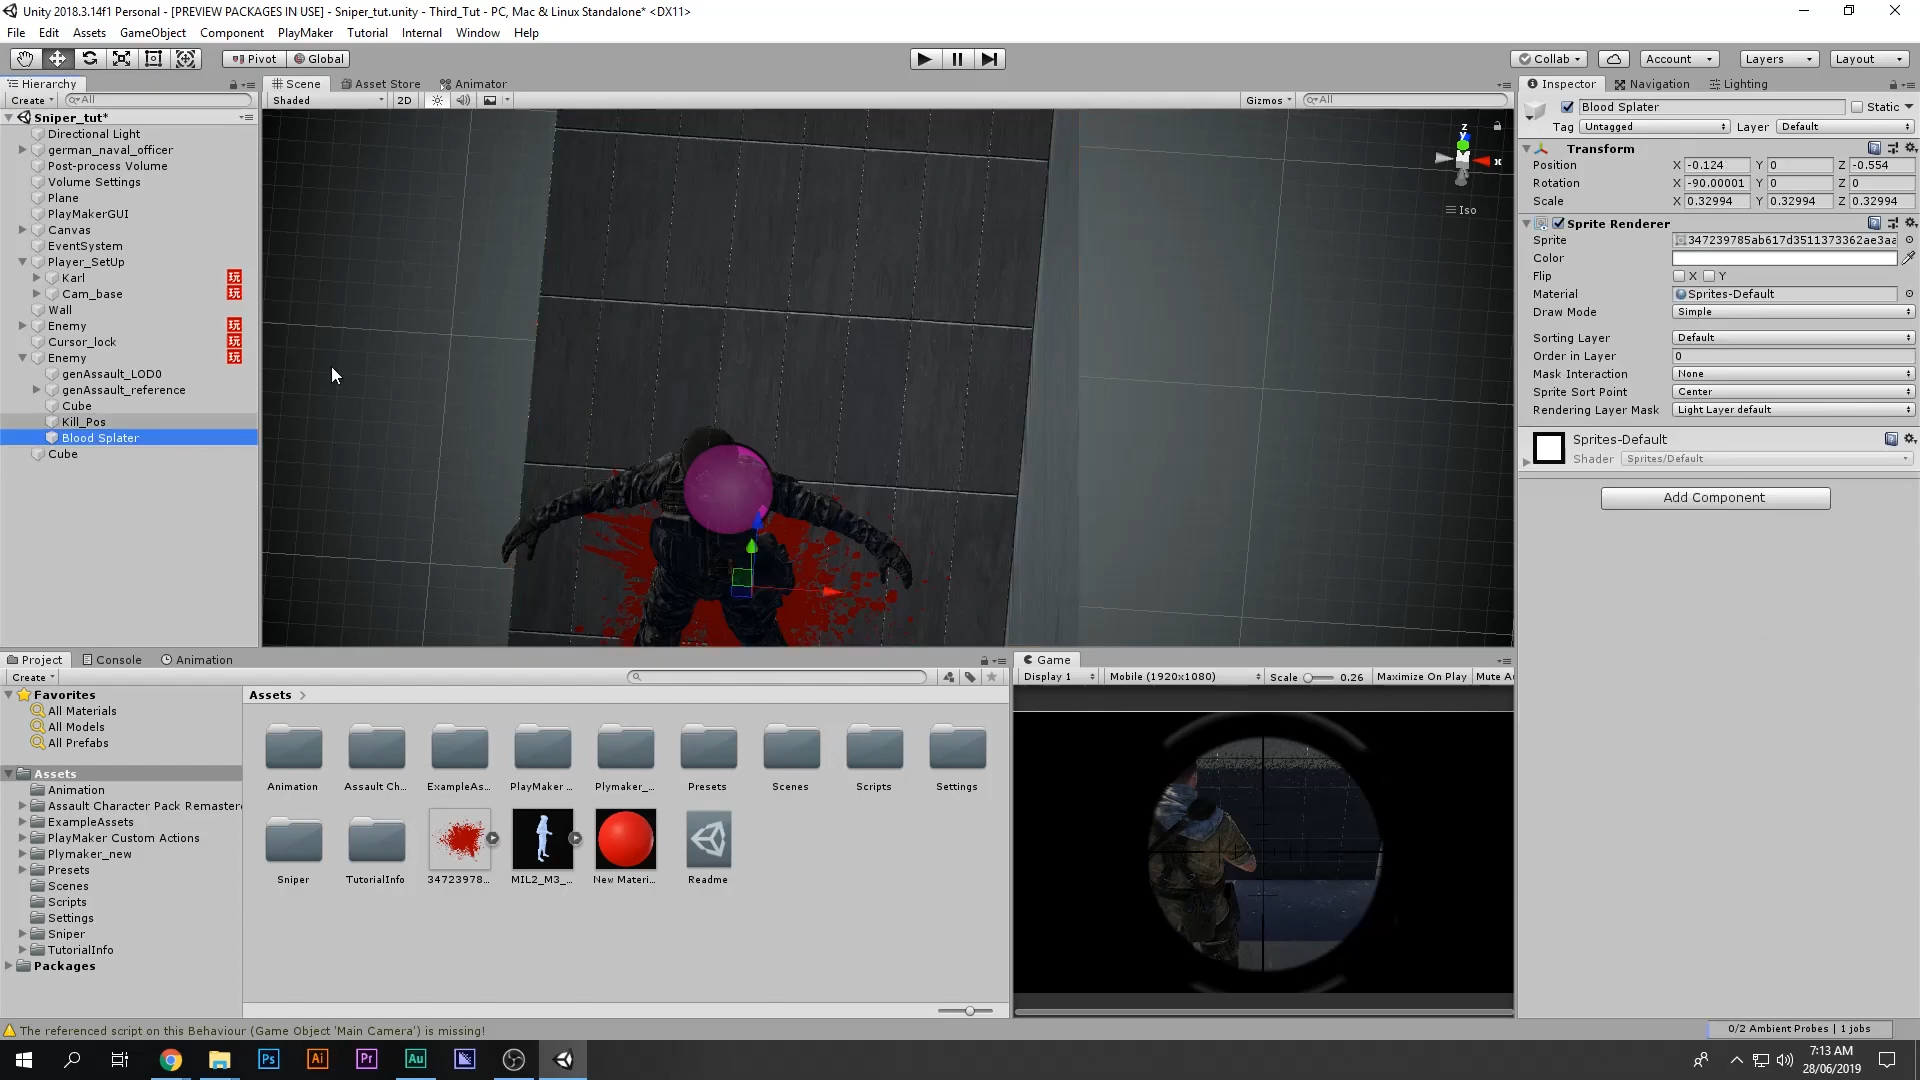 Unity 2018.3.14f1 Personal - [PREVIEW PACKAGES IN USE] - Sniper_tut.unity - Third_Tut - PC, Mac & Linux Standalone* <DX11>
File Edit Assets GameObject Component PlayMaker Tutorial Internal Window Help
Pivot Global Collab Account Layers Layout
Hierarchy Scene Asset Store Animator Inspector Navigation Lighting
Create All Shaded 2D Gizmos All Blood Splater Static
Sniper_tut*
Tag Untagged Layer Default
Directional Light
german_naval_officer
Post-process Volume
Volume Settings
Plane
PlayMakerGUI
Canvas
EventSystem
Player_SetUp
Karl 玩
Cam_base 玩
Wall
Enemy 玩
Cursor_lock 玩
Enemy 玩
genAssault_LOD0
genAssault_reference
Cube
Kill_Pos
Blood Splater
Cube
z
y
x
Iso
Transform
Position X -0.124 Y 0 Z -0.554
Rotation X -90.00001 Y 0 Z 0
Scale X 0.32994 Y 0.32994 Z 0.32994
Sprite Renderer
Sprite 347239785ab617d3511373362ae3aa
Color
Flip X Y
Material Sprites-Default
Draw Mode Simple
Sorting Layer Default
Order in Layer 0
Mask Interaction None
Sprite Sort Point Center
Rendering Layer Mask Light Layer default
Sprites-Default
Shader Sprites/Default
Add Component
Project Console Animation Game
Create Display 1 Mobile (1920x1080) Scale 0.26 Maximize On Play Mute A
Favorites
All Materials
All Models
All Prefabs
Assets
Animation
Assault Character Pack Remaster
ExampleAssets
PlayMaker Custom Actions
Plymaker_new
Presets
Scenes
Scripts
Settings
Sniper
TutorialInfo
Packages
Assets
Animation Assault Ch... ExampleAs... PlayMaker ... Plymaker_... Presets Scenes Scripts Settings
Sniper TutorialInfo 34723978... MIL2_M3_... New Materi... Readme
The referenced script on this Behaviour (Game Object 'Main Camera') is missing!
0/2 Ambient Probes | 1 jobs
Ps Ai Pr Au
7:13 AM
28/06/2019